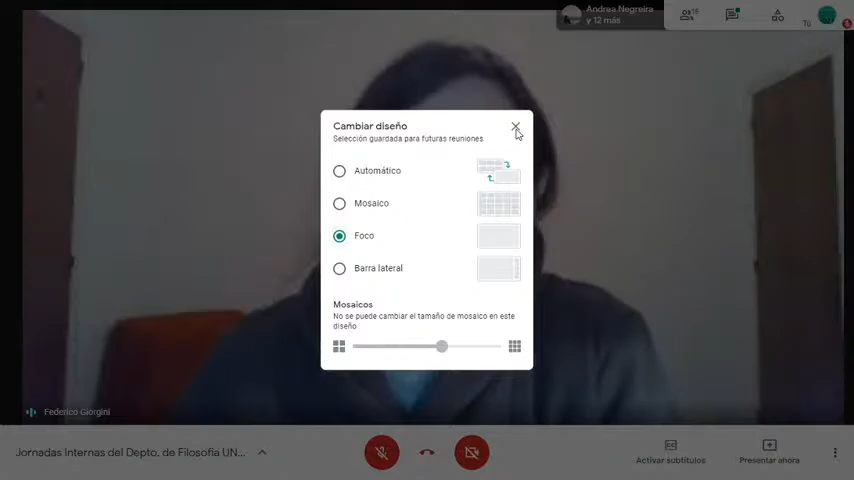 Andrea Negreira
y 12 más
16
Tú
Cambiar diseño
Selección guardada para futuras reuniones
Automático
Mosaico
Foco
Barra lateral
Mosaicos
No se puede cambiar el tamaño de mosaico en este
diseño
Federico Giorgini
Jornadas Internas del Depto. de Filosofía UN...
Activar subtítulos
Presentar ahora